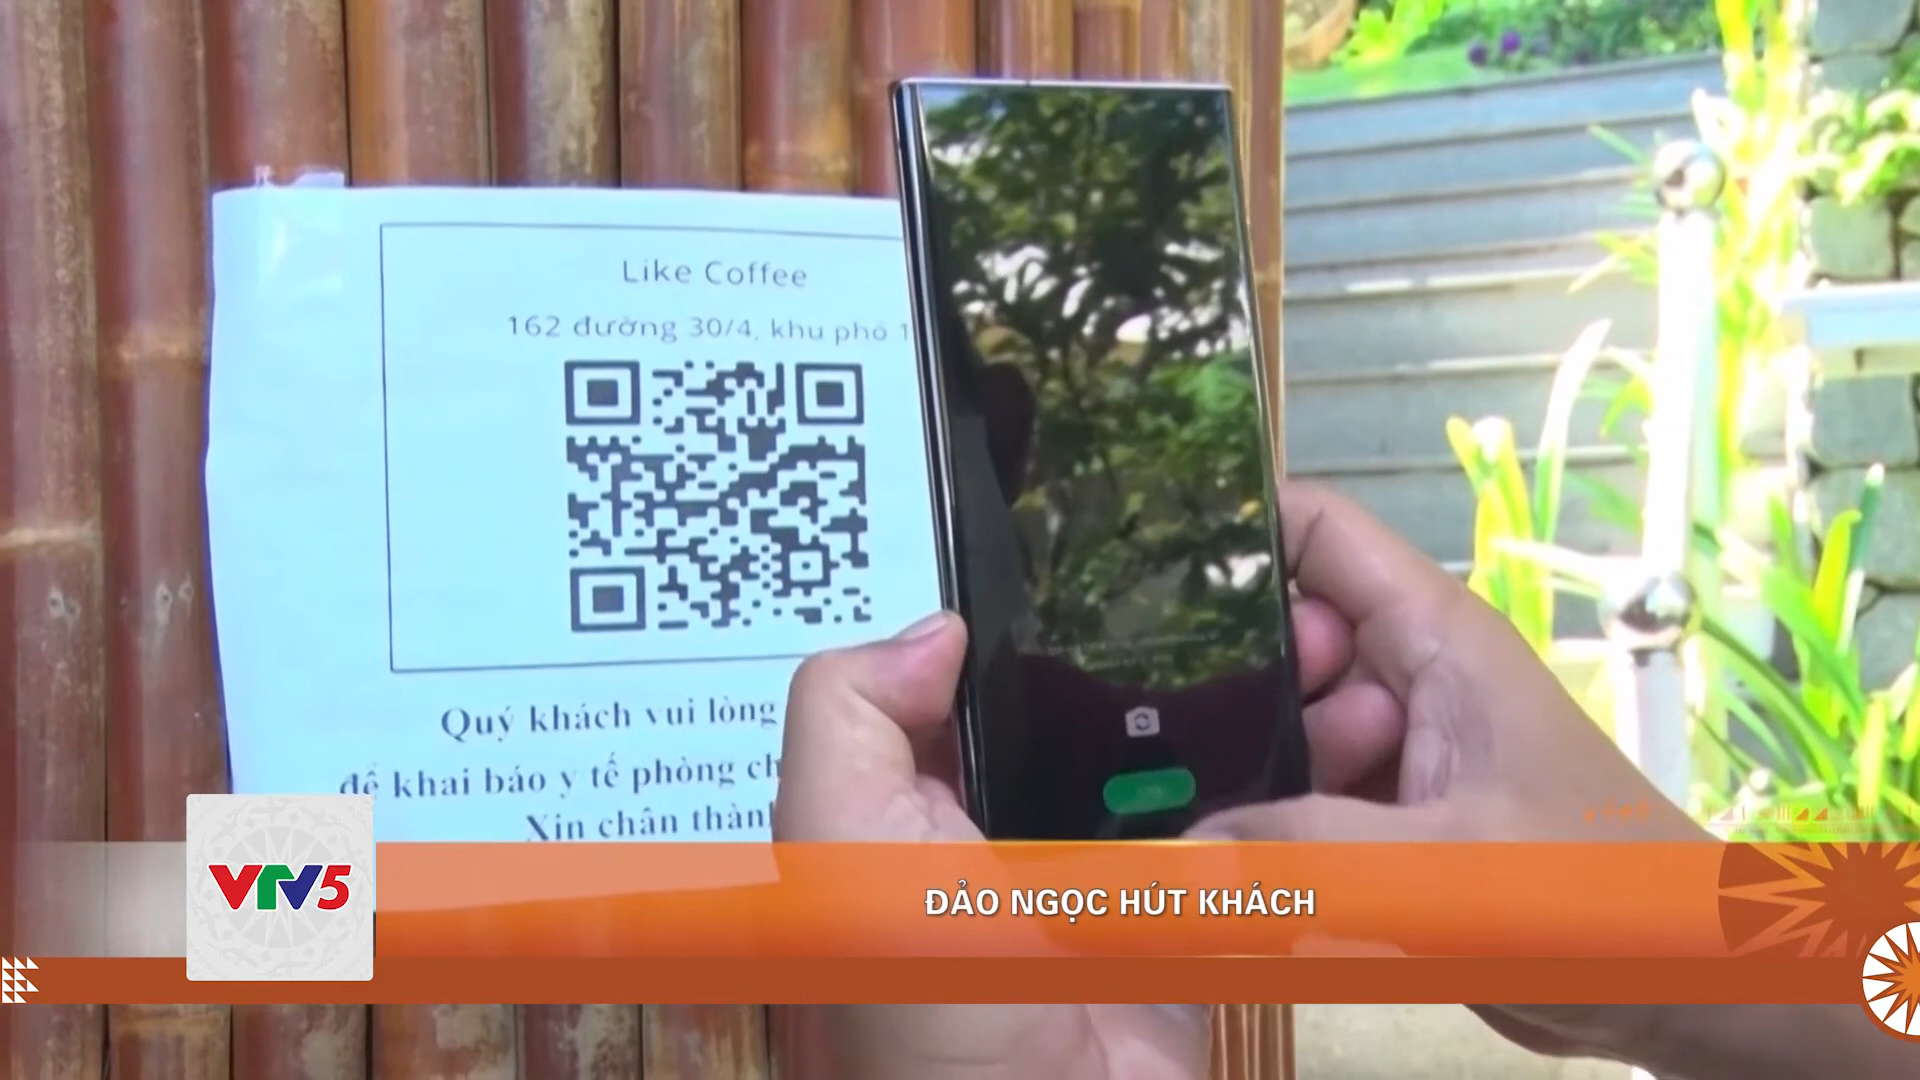 Like Coffee
162 đường 30/4, khu phố 1
Quý khách vui lòng
để khai báo y tế phòng ch
Xin chân thành
VTV5
ĐẢO NGỌC HÚT KHÁCH